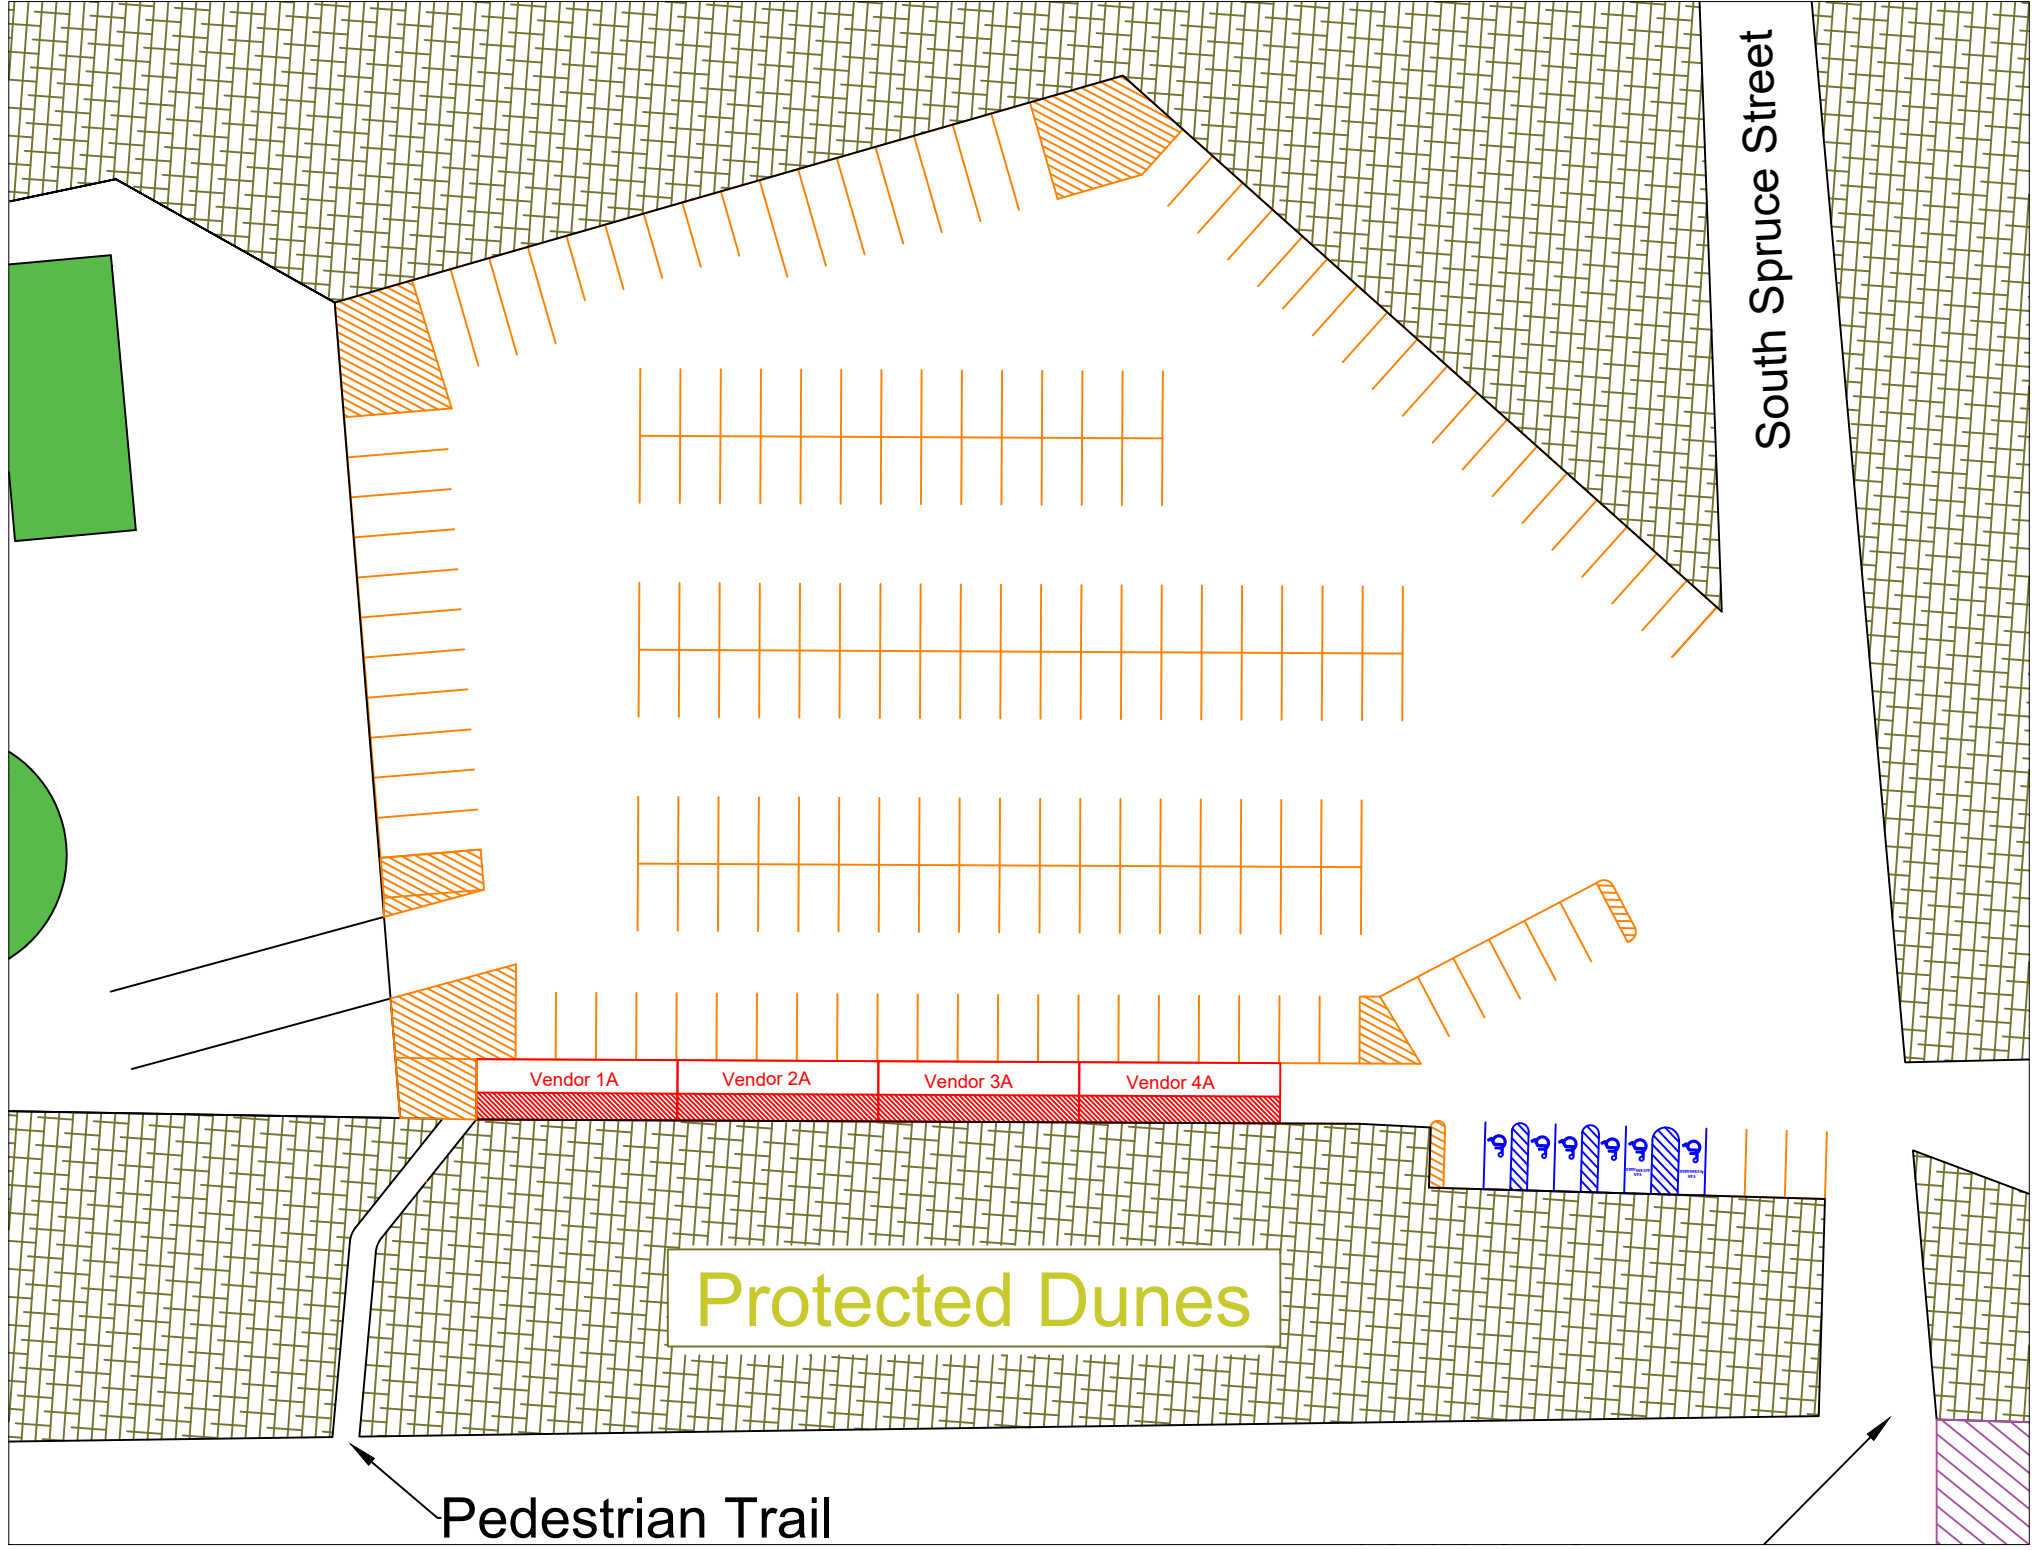 South Spruce Street
Vendor 1A
Vendor 2A
Vendor 3A
Vendor 4A
Protected Dunes
Pedestrian Trail